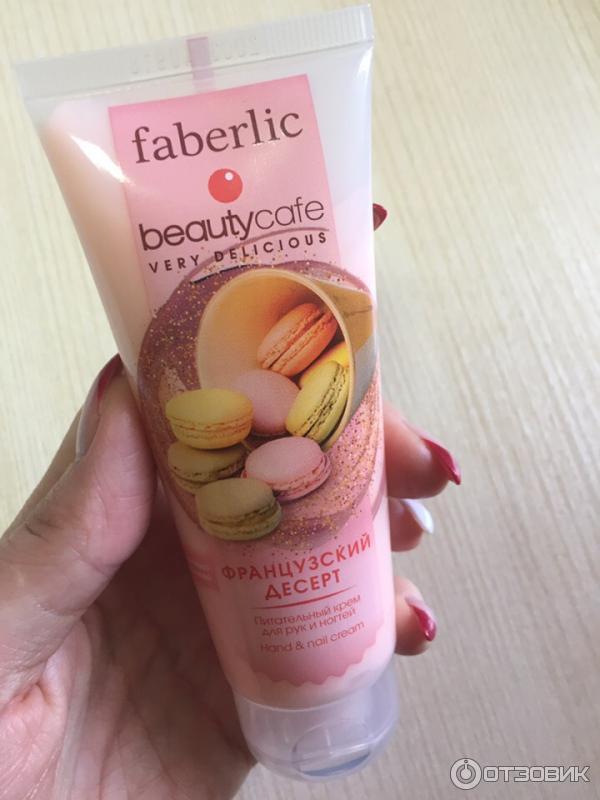 faberlic
beautycafe
VERY DELICIOUS
ФРАНЦУЗСКИЙ
ДЕСЕРТ
Питательный крем
для рук и ногтей
Hand & nail cream
ОТЗОВИК